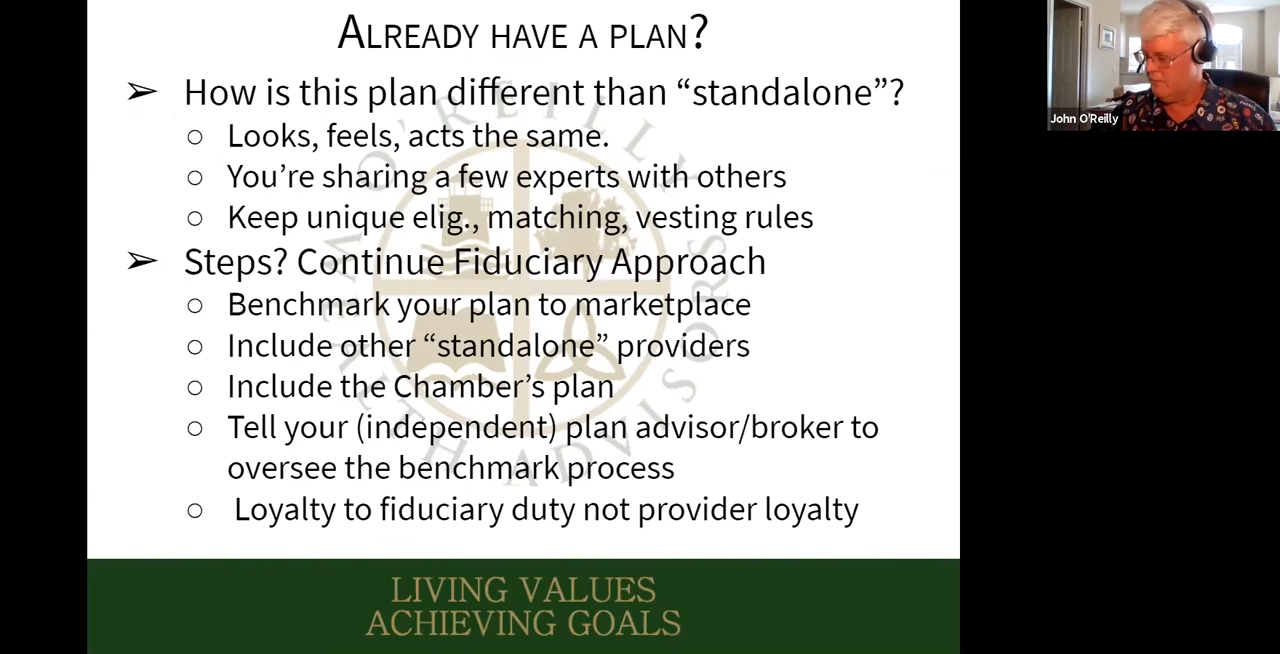 ALREADY HAVE A PLAN?
➢ How is this plan different than “standalone”?
○ Looks, feels, acts the same.
○ You’re sharing a few experts with others
○ Keep unique elig., matching, vesting rules
➢ Steps? Continue Fiduciary Approach
○ Benchmark your plan to marketplace
○ Include other “standalone” providers
○ Include the Chamber’s plan
○ Tell your (independent) plan advisor/broker to
oversee the benchmark process
○ Loyalty to fiduciary duty not provider loyalty
LIVING VALUES
ACHIEVING GOALS
John O'Reilly